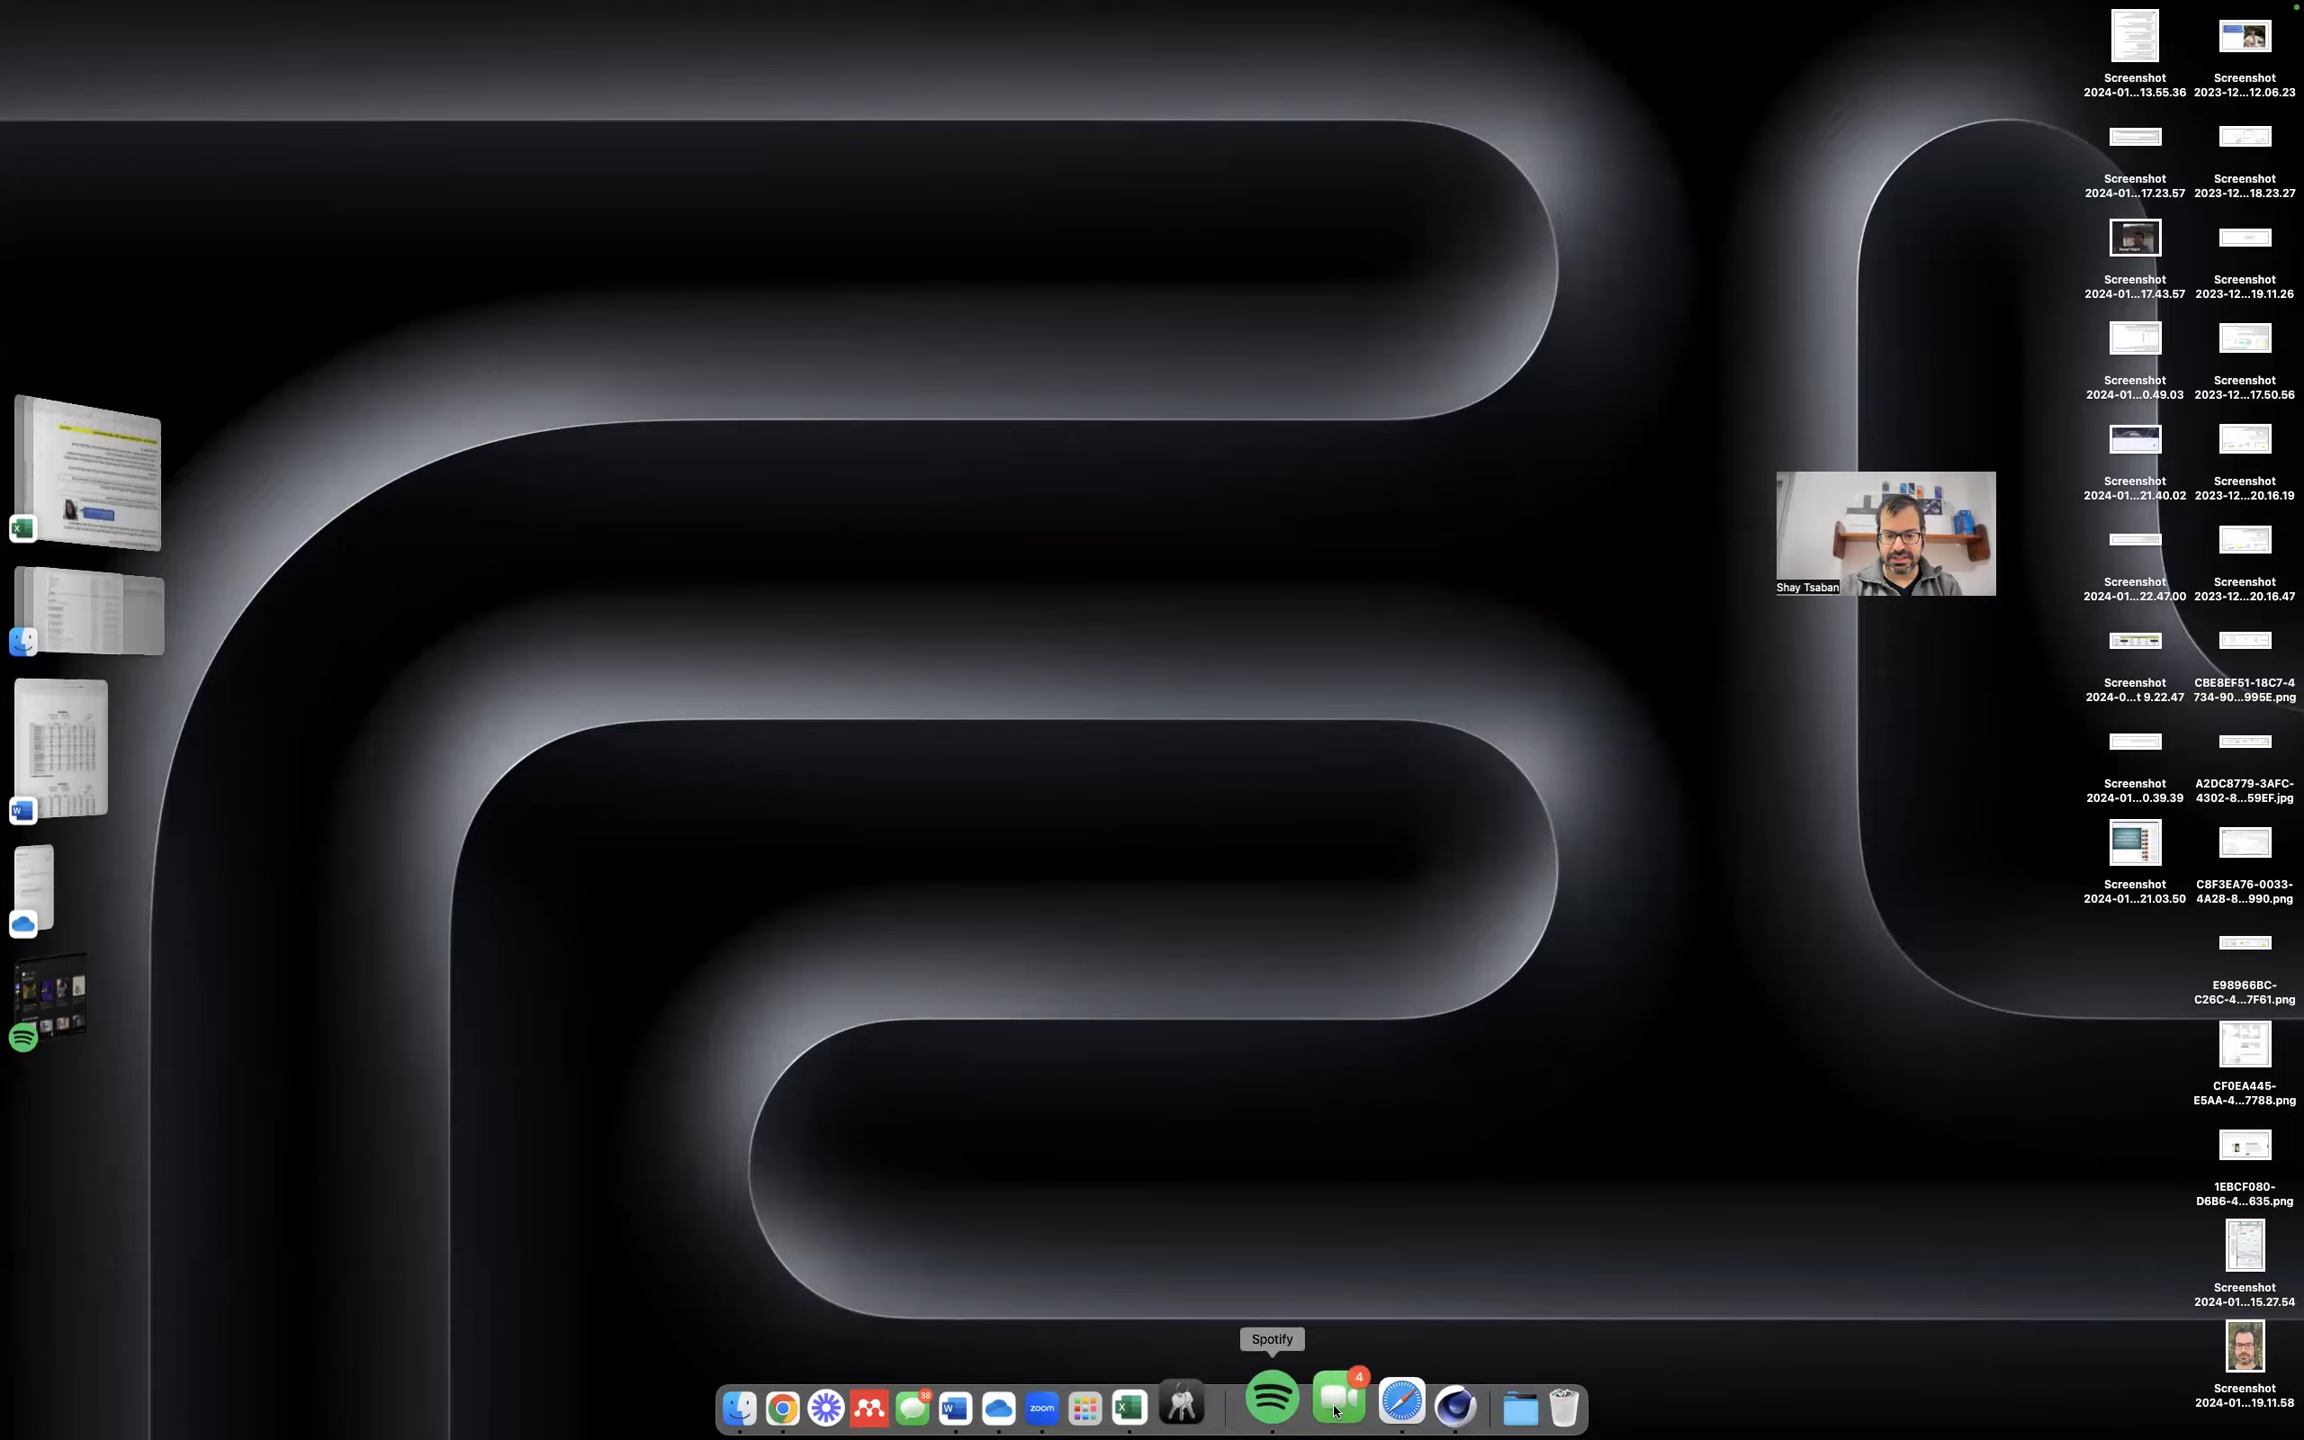 Screenshot
2024-01...13.55.36
Screenshot
2023-12...12.06.23
Screenshot
2024-01...17.23.57
Screenshot
2023-12...18.23.27
Screenshot
2024-01...17.43.57
Screenshot
2023-12...19.11.26
Screenshot
2024-01...0.49.03
Screenshot
2023-12...17.50.56
Screenshot
2024-01...21.40.02
Screenshot
2023-12...20.16.19
Screenshot
2024-01...22.47.00
Screenshot
2023-12...20.16.47
Shay Tsaban
Screenshot
2024-0...t 9.22.47
CBE8EF51-18C7-4
734-90...995E.png
Screenshot
2024-01...0.39.39
A2DC8779-3AFC-
4302-8...59EF.jpg
Screenshot
2024-01...21.03.50
C8F3EA76-0033-
4A28-8...990.png
E98966BC-
C26C-4...7F61.png
CF0EA445-
E5AA-4...7788.png
1EBCF080-
D6B6-4...635.png
Screenshot
2024-01...15.27.54
Screenshot
2024-01...19.11.58
Spotify
38
W
zoom
X
4